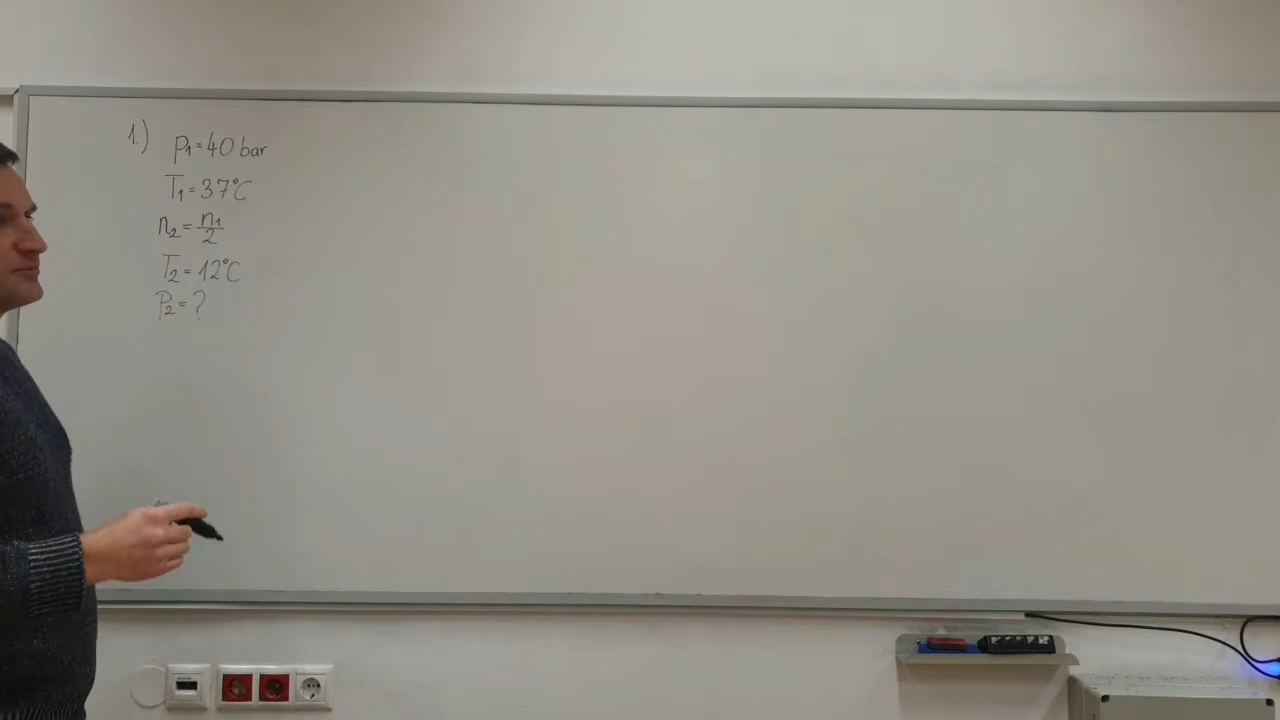 1.) p₁=40 bar
T₁=37°C
n₂=n₁/2
T₂=12°C
P₂=?